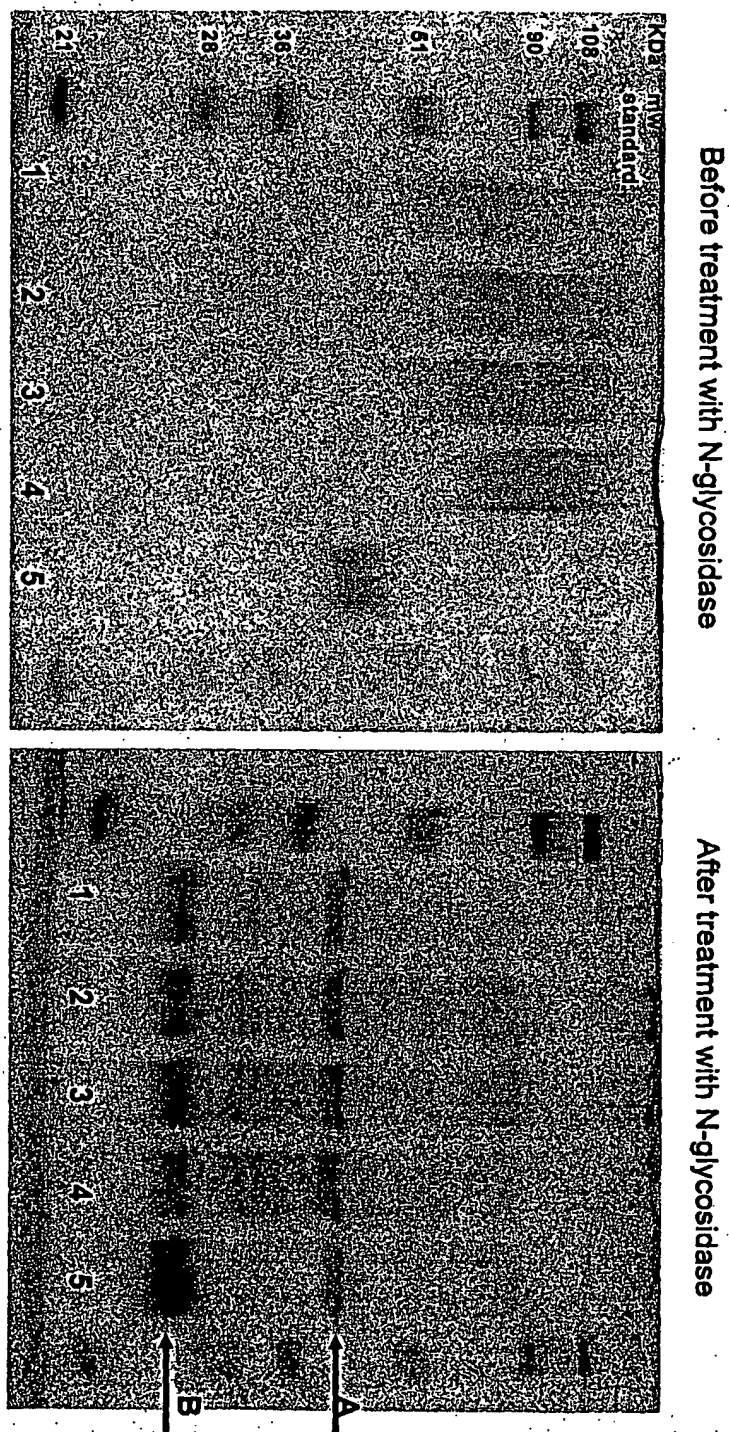 Before treatment with N-glycosidase
KDa mw
standard
108
90
51
36
28
21
1 2 3 4 5
After treatment with N-glycosidase
A
B
1 2 3 4 5